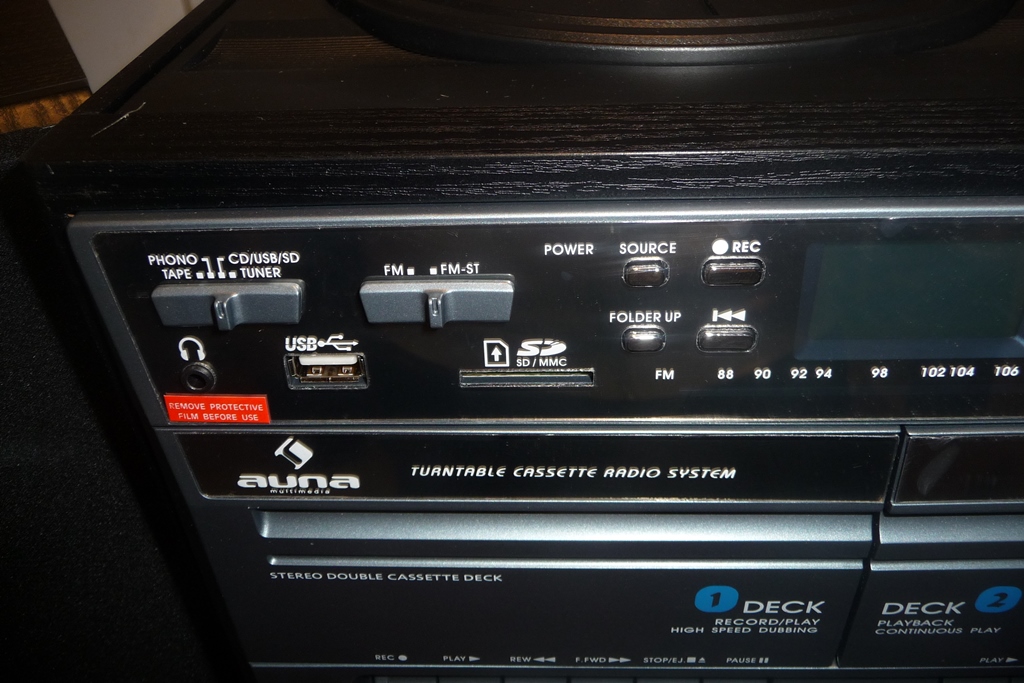 PHONO CD/USB/SD
TAPE TUNER
FM FM-ST
POWER SOURCE REC
FOLDER UP
USB
SD
SD / MMC
FM 88 90 92 94 98 102 104 106
REMOVE PROTECTIVE
FILM BEFORE USE
auna
multimedia
TURNTABLE CASSETTE RADIO SYSTEM
STEREO DOUBLE CASSETTE DECK
1 DECK
RECORD/PLAY
HIGH SPEED DUBBING
DECK 2
PLAYBACK
CONTINUOUS PLAY
REC PLAY REW F.FWD STOP/EJ. PAUSE
PLAY